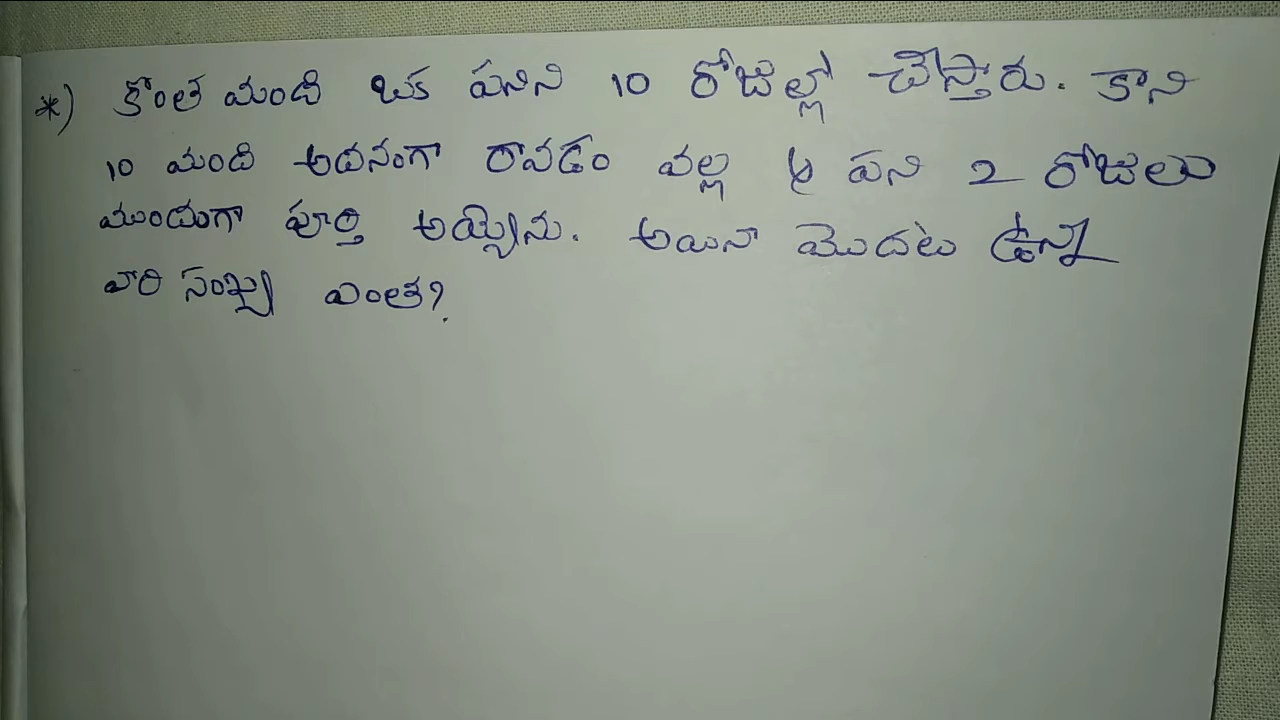 *) కొంత మంది ఒక పనిని 10 రోజుల్లో చేస్తారు. కాని
10 మంది అదనంగా రావడం వల్ల ఆ పని 2 రోజులు
ముందుగా పూర్తి అయ్యెను. అయినా మొదట ఉన్న
వారి సంఖ్య ఎంత?